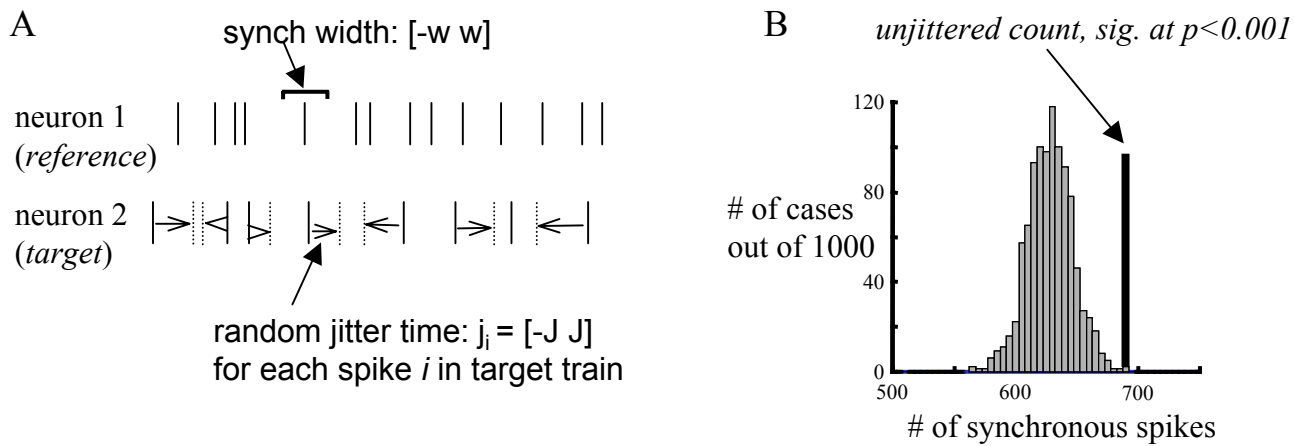 A
synch width: [-w w]
neuron 1
(reference)
neuron 2
(target)
random jitter time: ji = [-J J]
for each spike i in target train
B
unjittered count, sig. at p<0.001
120
80
40
0
# of cases
out of 1000
500
600
700
# of synchronous spikes